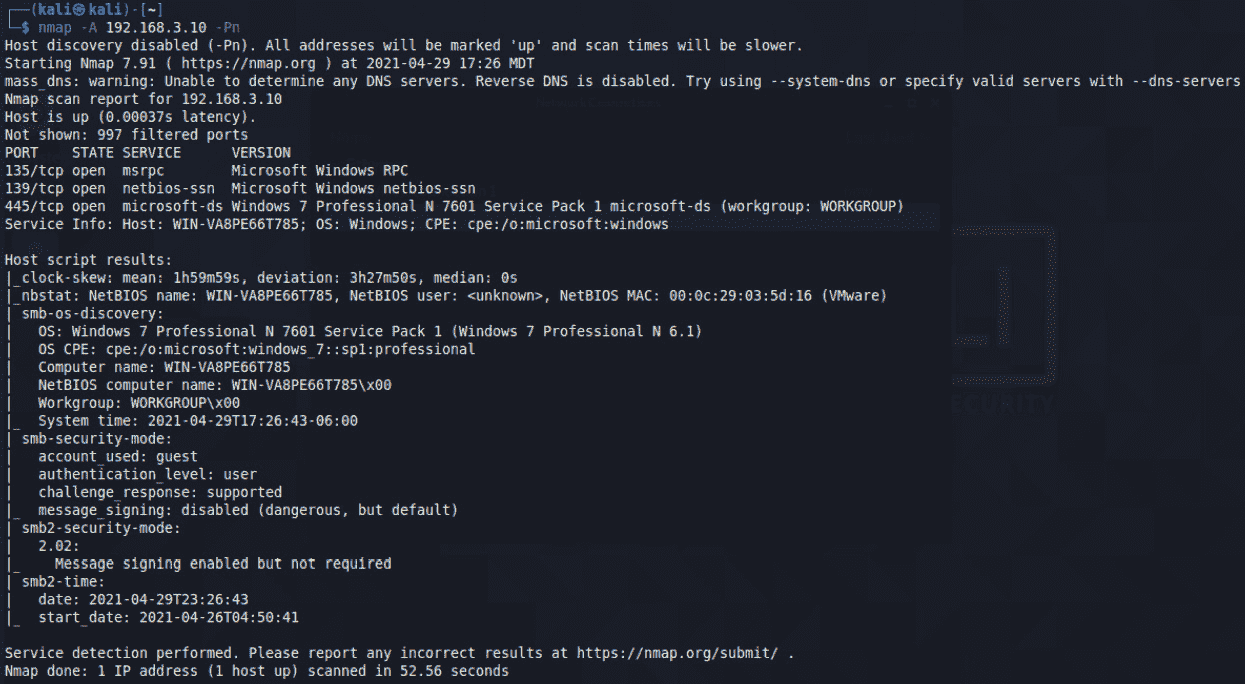 ┌──(kali㉿kali)-[~]
└─$ nmap -A 192.168.3.10 -Pn
Host discovery disabled (-Pn). All addresses will be marked 'up' and scan times will be slower.
Starting Nmap 7.91 ( https://nmap.org ) at 2021-04-29 17:26 MDT
mass_dns: warning: Unable to determine any DNS servers. Reverse DNS is disabled. Try using --system-dns or specify valid servers with --dns-servers
Nmap scan report for 192.168.3.10
Host is up (0.00037s latency).
Not shown: 997 filtered ports
PORT    STATE SERVICE      VERSION
135/tcp open  msrpc        Microsoft Windows RPC
139/tcp open  netbios-ssn  Microsoft Windows netbios-ssn
445/tcp open  microsoft-ds Windows 7 Professional N 7601 Service Pack 1 microsoft-ds (workgroup: WORKGROUP)
Service Info: Host: WIN-VA8PE66T785; OS: Windows; CPE: cpe:/o:microsoft:windows

Host script results:
|_clock-skew: mean: 1h59m59s, deviation: 3h27m50s, median: 0s
|_nbstat: NetBIOS name: WIN-VA8PE66T785, NetBIOS user: <unknown>, NetBIOS MAC: 00:0c:29:03:5d:16 (VMware)
| smb-os-discovery:
|   OS: Windows 7 Professional N 7601 Service Pack 1 (Windows 7 Professional N 6.1)
|   OS CPE: cpe:/o:microsoft:windows_7::sp1:professional
|   Computer name: WIN-VA8PE66T785
|   NetBIOS computer name: WIN-VA8PE66T785\x00
|   Workgroup: WORKGROUP\x00
|_  System time: 2021-04-29T17:26:43-06:00
| smb-security-mode:
|   account_used: guest
|   authentication_level: user
|   challenge_response: supported
|_  message_signing: disabled (dangerous, but default)
| smb2-security-mode:
|   2.02:
|_    Message signing enabled but not required
| smb2-time:
|   date: 2021-04-29T23:26:43
|_  start_date: 2021-04-26T04:50:41

Service detection performed. Please report any incorrect results at https://nmap.org/submit/ .
Nmap done: 1 IP address (1 host up) scanned in 52.56 seconds